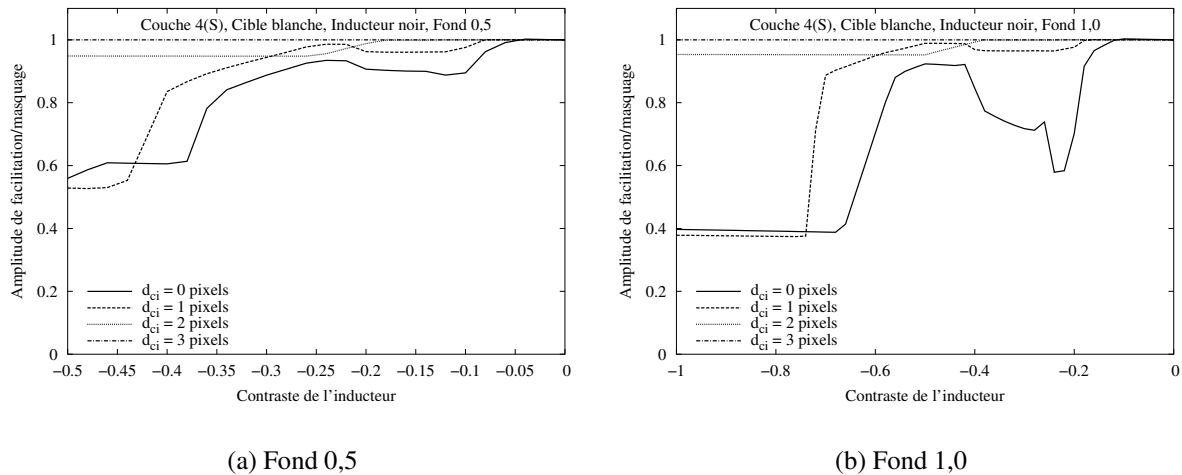 Couche 4(S), Cible blanche, Inducteur noir, Fond 0,5
Amplitude de facilitation/masquage
1
0.8
0.6
0.4
0.2
0
d_ci = 0 pixels
d_ci = 1 pixels
d_ci = 2 pixels
d_ci = 3 pixels
−0.5 −0.45 −0.4 −0.35 −0.3 −0.25 −0.2 −0.15 −0.1 −0.05 0
Contraste de l’inducteur
(a) Fond 0,5
Couche 4(S), Cible blanche, Inducteur noir, Fond 1,0
Amplitude de facilitation/masquage
1
0.8
0.6
0.4
0.2
0
d_ci = 0 pixels
d_ci = 1 pixels
d_ci = 2 pixels
d_ci = 3 pixels
−1 −0.8 −0.6 −0.4 −0.2 0
Contraste de l’inducteur
(b) Fond 1,0